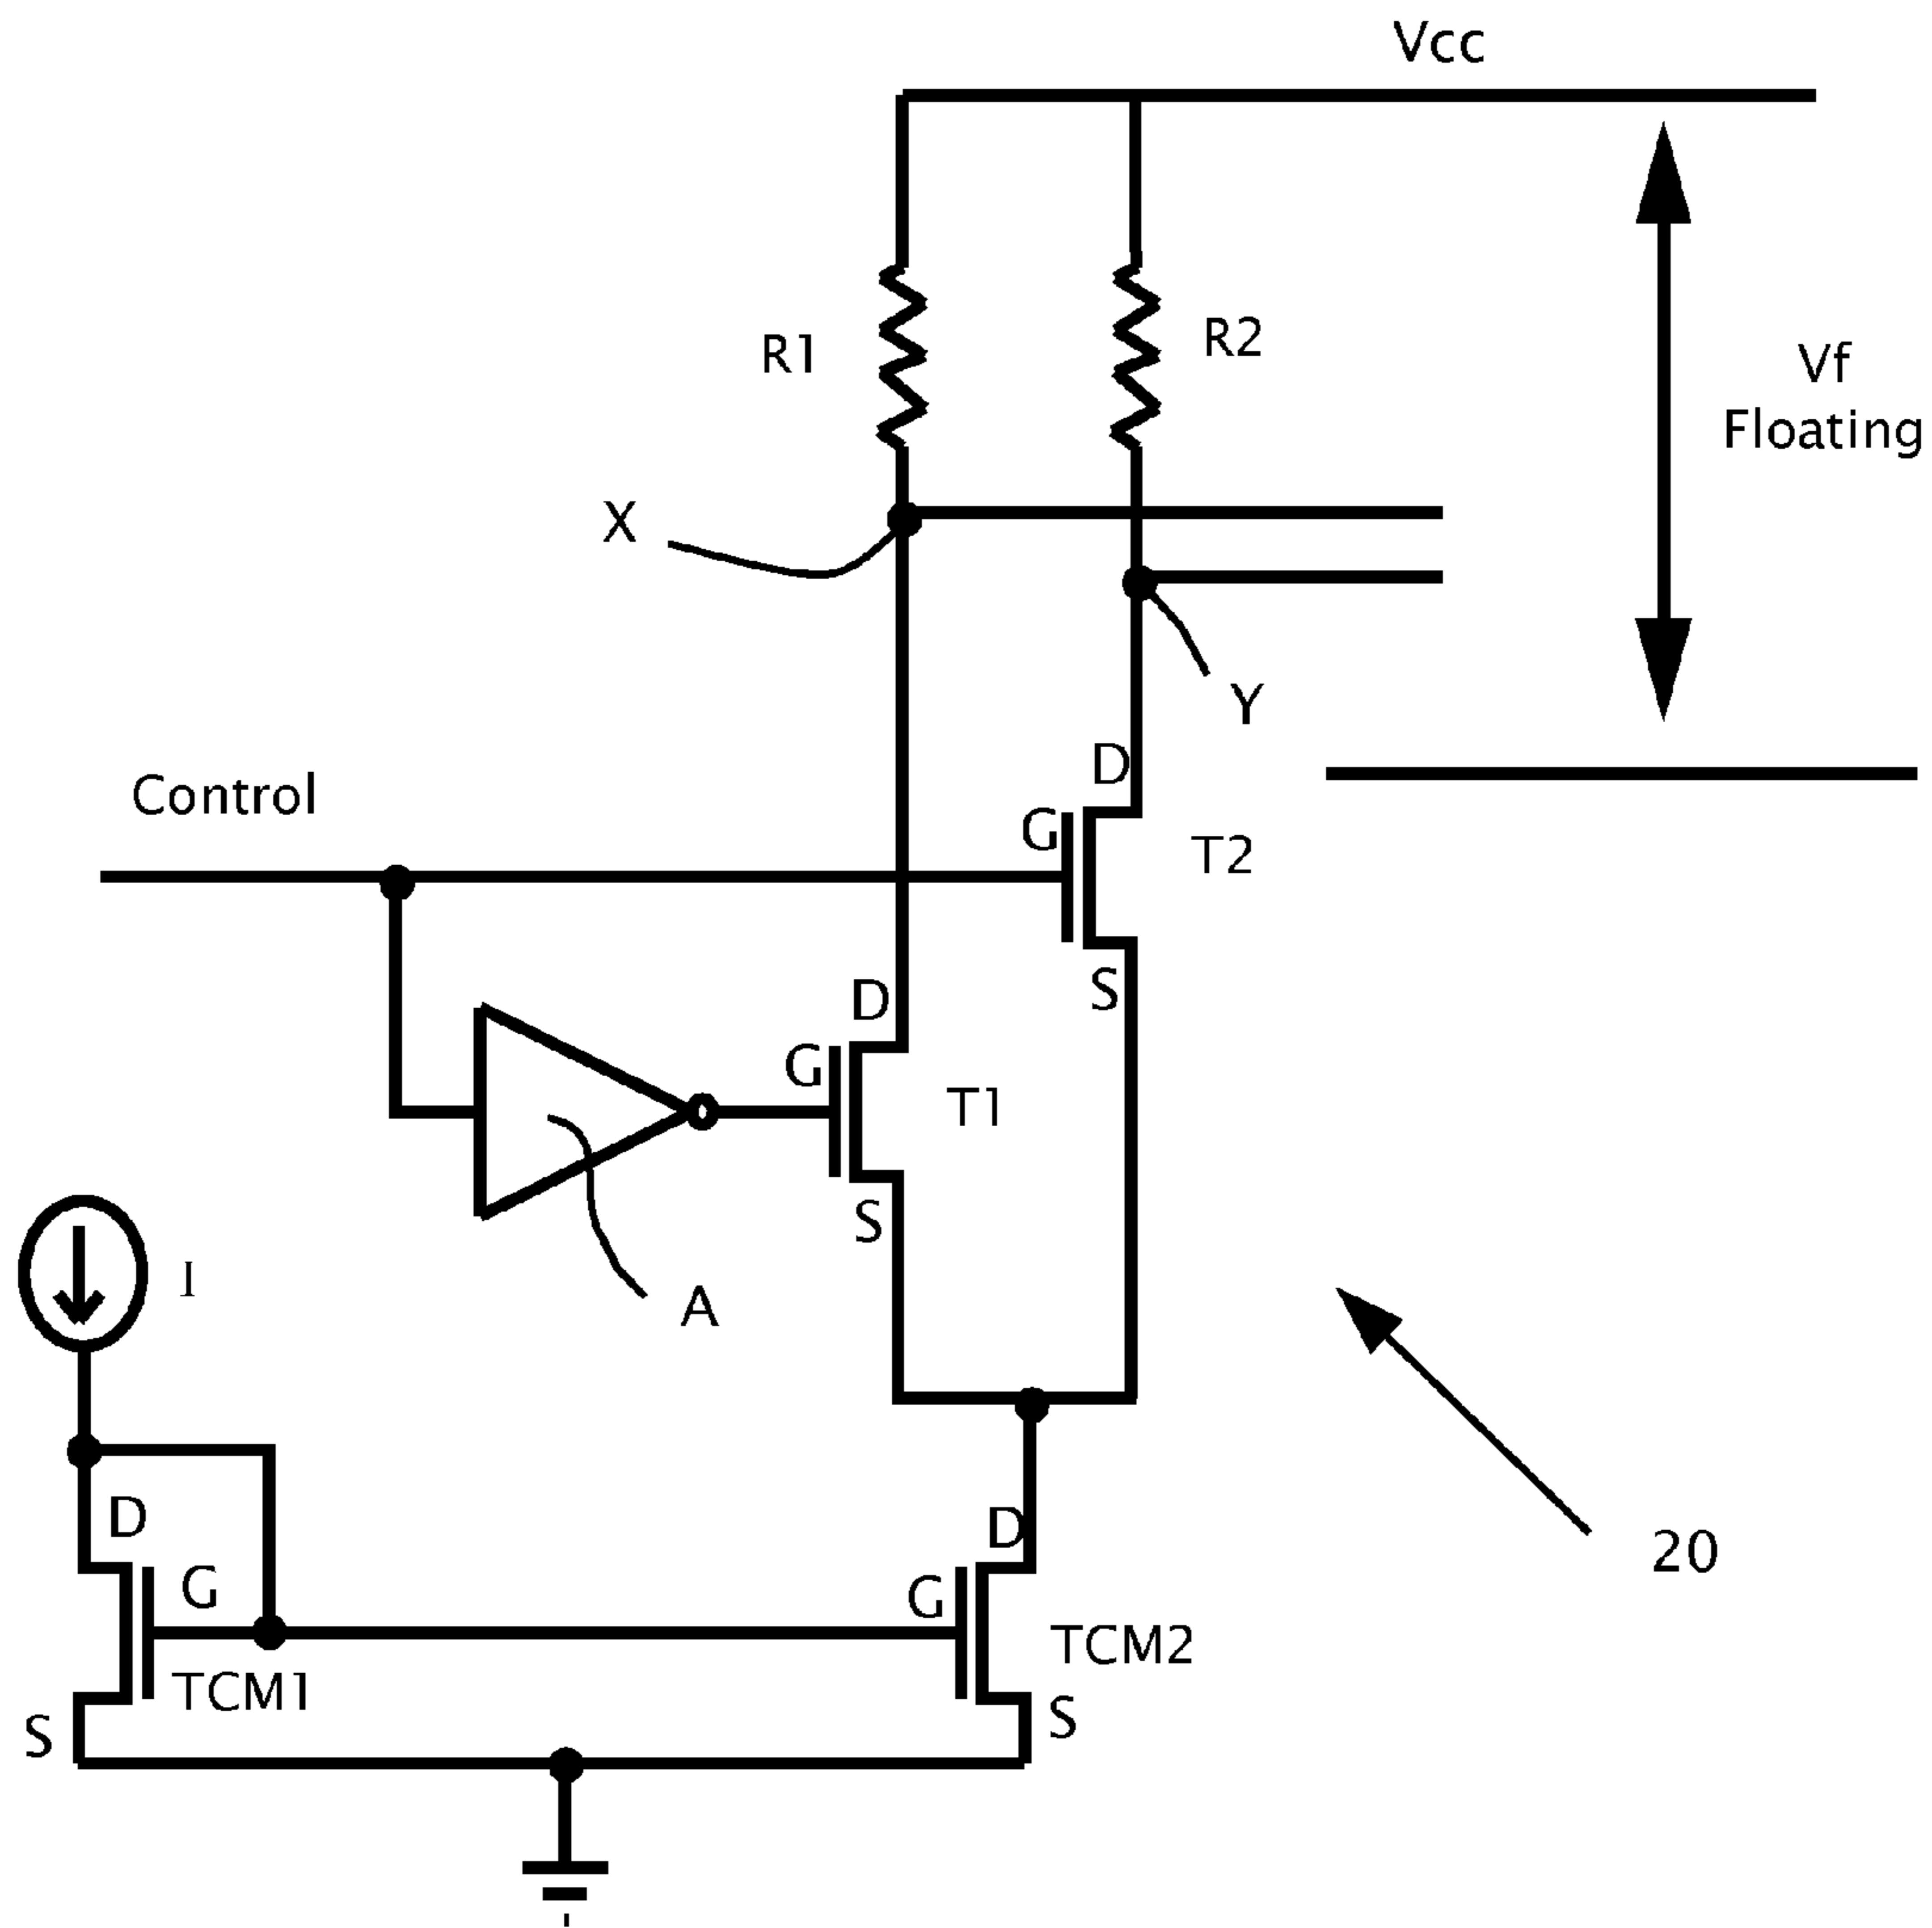 Vcc
R1
R2
Vf
Floating
X
Y
Control
D
G
T2
S
D
G
T1
S
A
I
D
G
TCM1
S
D
G
TCM2
S
20